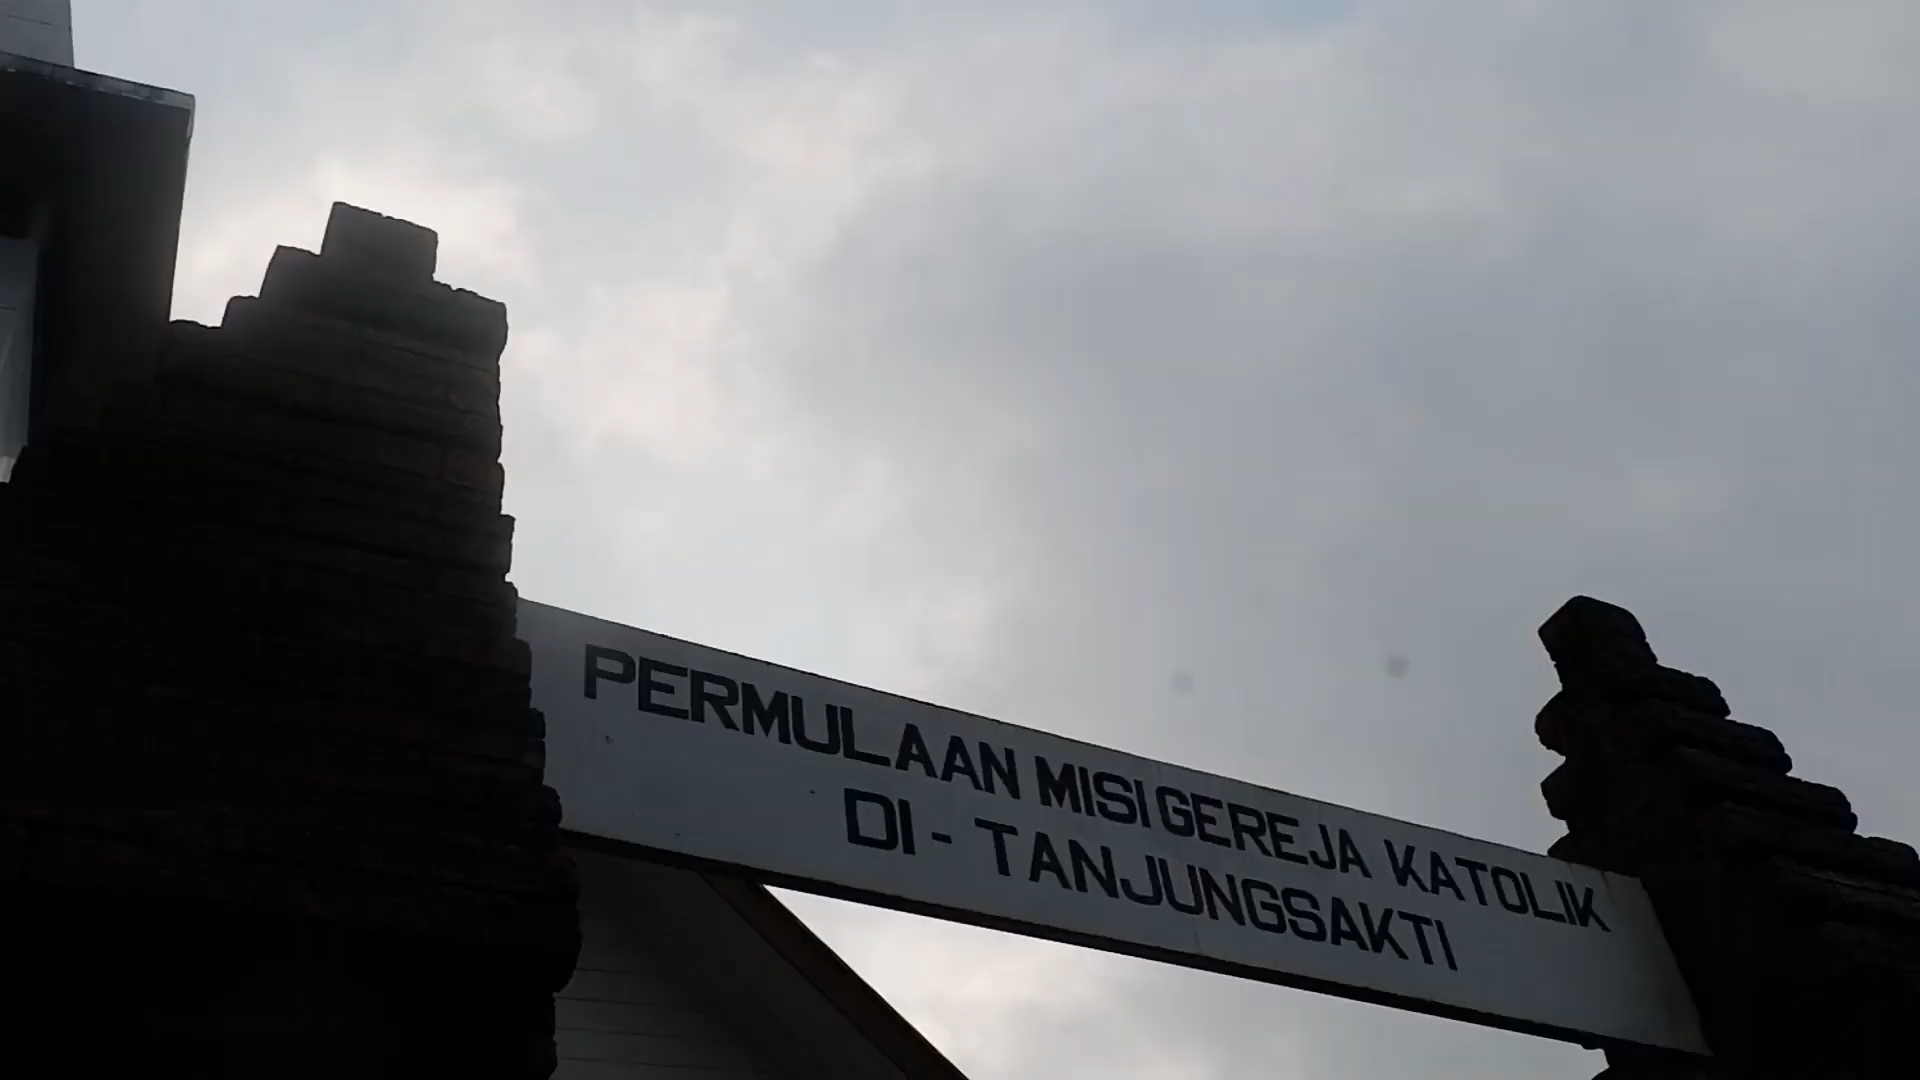 PERMULAAN MISI GEREJA KATOLIK
DI - TANJUNGSAKTI